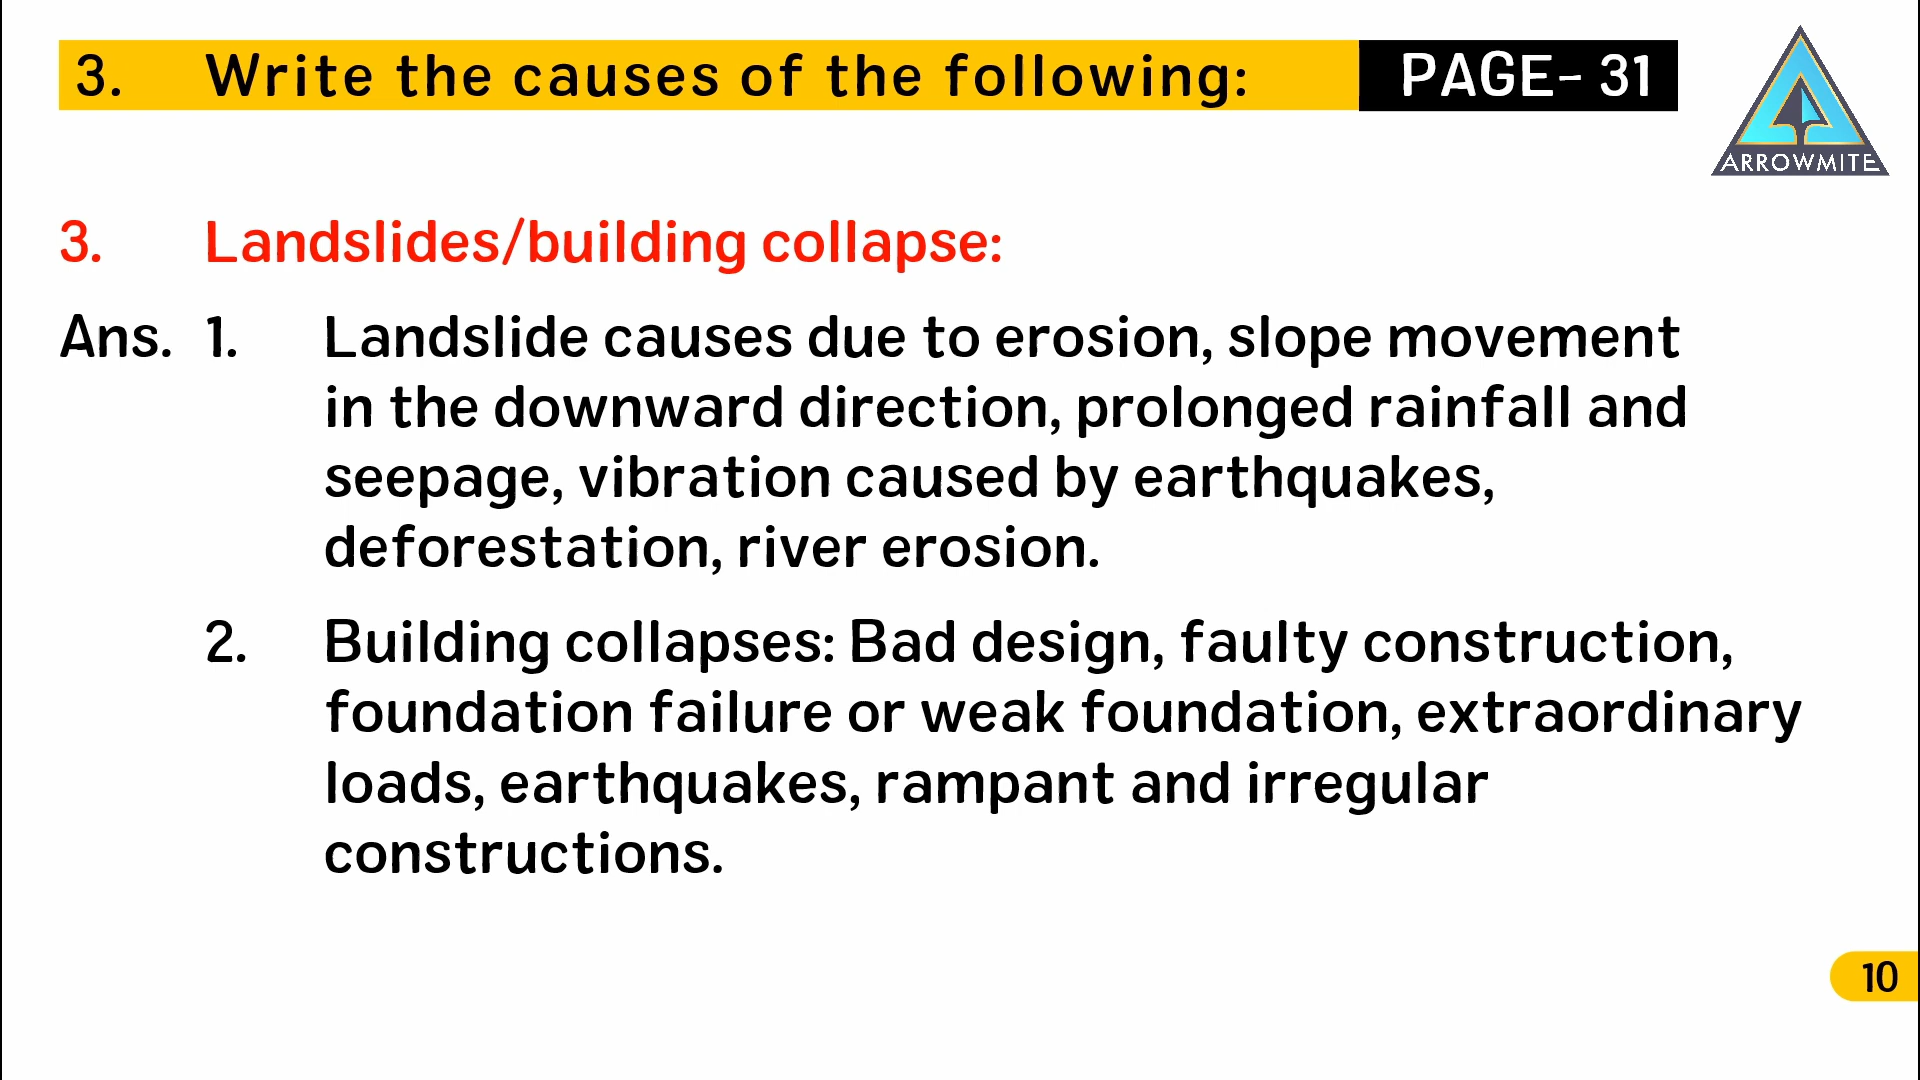 3. Write the causes of the following: PAGE- 31
ARROWMITE
3. Landslides/building collapse:
Ans. 1. Landslide causes due to erosion, slope movement
in the downward direction, prolonged rainfall and
seepage, vibration caused by earthquakes,
deforestation, river erosion.
2. Building collapses: Bad design, faulty construction,
foundation failure or weak foundation, extraordinary
loads, earthquakes, rampant and irregular
constructions.
10